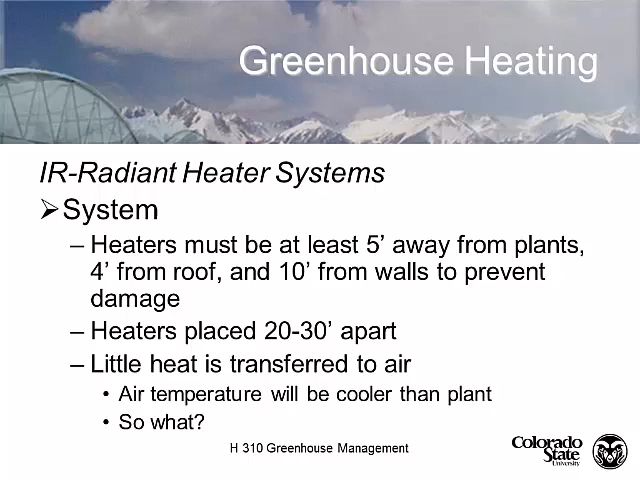 Greenhouse Heating
IR-Radiant Heater Systems
➢System
– Heaters must be at least 5’ away from plants,
4’ from roof, and 10’ from walls to prevent
damage
– Heaters placed 20-30’ apart
– Little heat is transferred to air
• Air temperature will be cooler than plant
• So what?
H 310 Greenhouse Management
Colorado
State
University